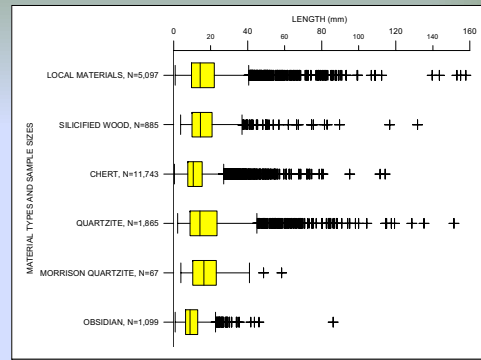 LENGTH (mm)
0 20 40 60 80 100 120 140 160
MATERIAL TYPES AND SAMPLE SIZES
LOCAL MATERIALS, N=5,097
SILICIFIED WOOD, N=885
CHERT, N=11,743
QUARTZITE, N=1,865
MORRISON QUARTZITE, N=67
OBSIDIAN, N=1,099